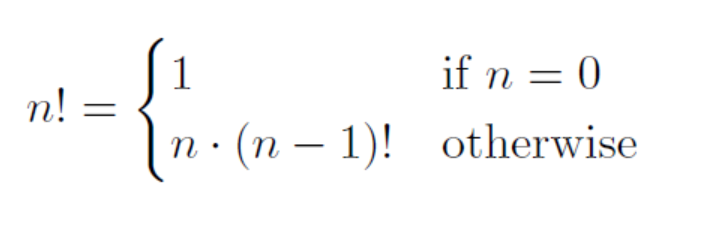 n! = { 1 if n = 0
n · (n − 1)! otherwise